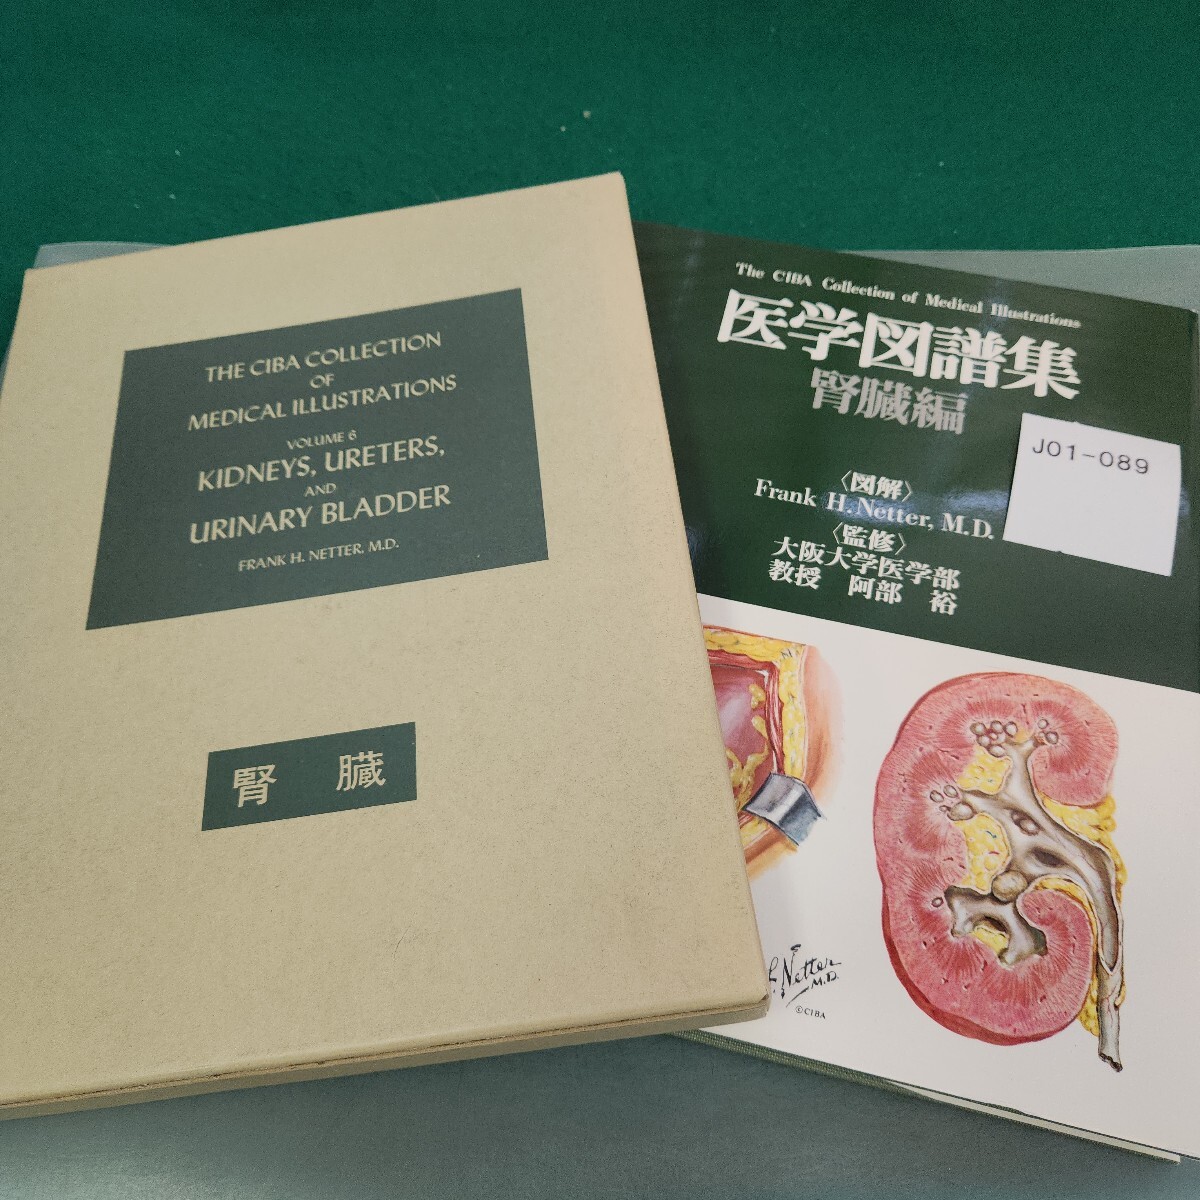 THE CIBA COLLECTION
OF
MEDICAL ILLUSTRATIONS
VOLUME 6
KIDNEYS, URETERS,
AND
URINARY BLADDER
FRANK H. NETTER, M.D.
腎臓
The CIBA Collection of Medical Illustrations
医学図譜集
腎臓編
J01-089
〈図解〉
Frank H. Netter, M.D.
〈監修〉
大阪大学医学部
教授 阿部 裕
Netter
M.D.
©CIBA